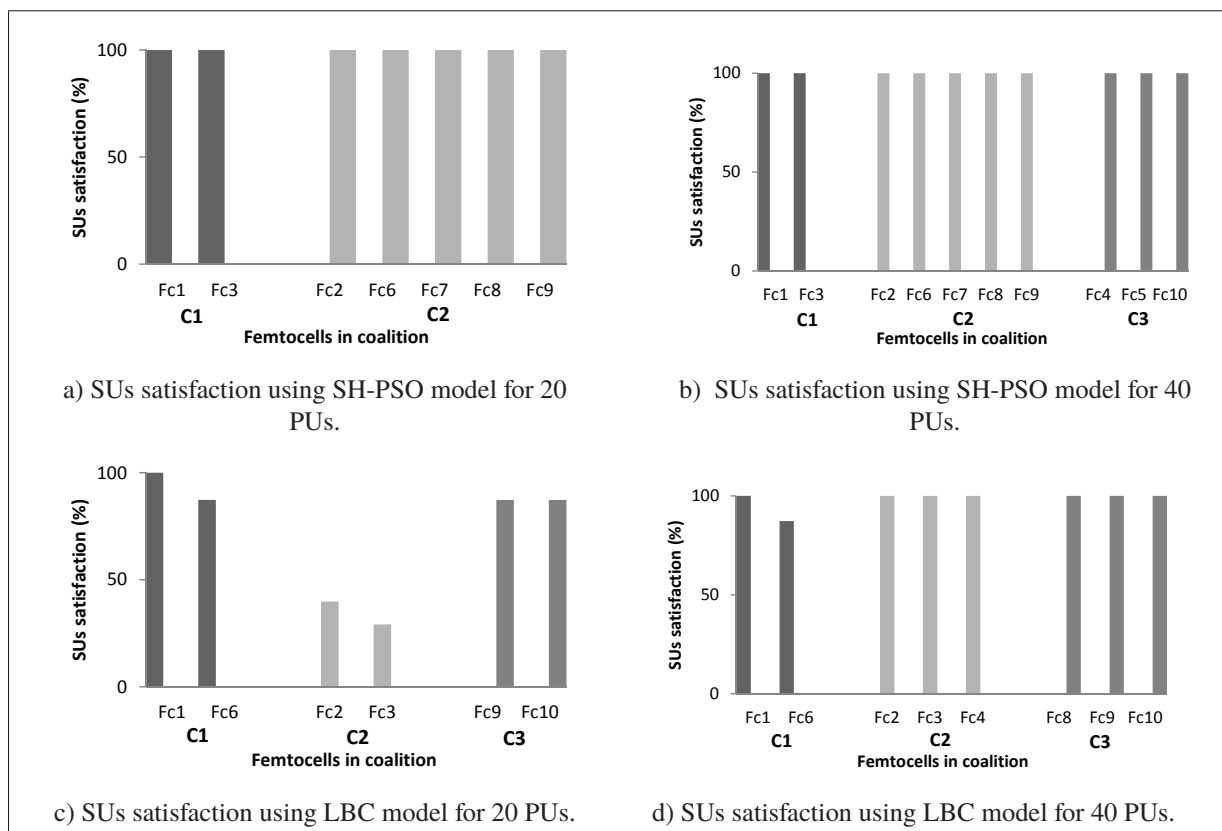 100
50
0
SUs satisfaction (%)
Fc1 Fc3 Fc2 Fc6 Fc7 Fc8 Fc9
C1 C2
Femtocells in coalition
a) SUs satisfaction using SH-PSO model for 20
PUs.
100
50
0
SUs satisfaction (%)
Fc1 Fc3 Fc2 Fc6 Fc7 Fc8 Fc9 Fc4 Fc5 Fc10
C1 C2 C3
Femtocells in coalition
b) SUs satisfaction using SH-PSO model for 40
PUs.
100
50
0
SUs satisfaction (%)
Fc1 Fc6 Fc2 Fc3 Fc9 Fc10
C1 C2 C3
Femtocells in coalition
c) SUs satisfaction using LBC model for 20 PUs.
100
50
0
SUs satisfaction (%)
Fc1 Fc6 Fc2 Fc3 Fc4 Fc8 Fc9 Fc10
C1 C2 C3
Femtocells in coalition
d) SUs satisfaction using LBC model for 40 PUs.